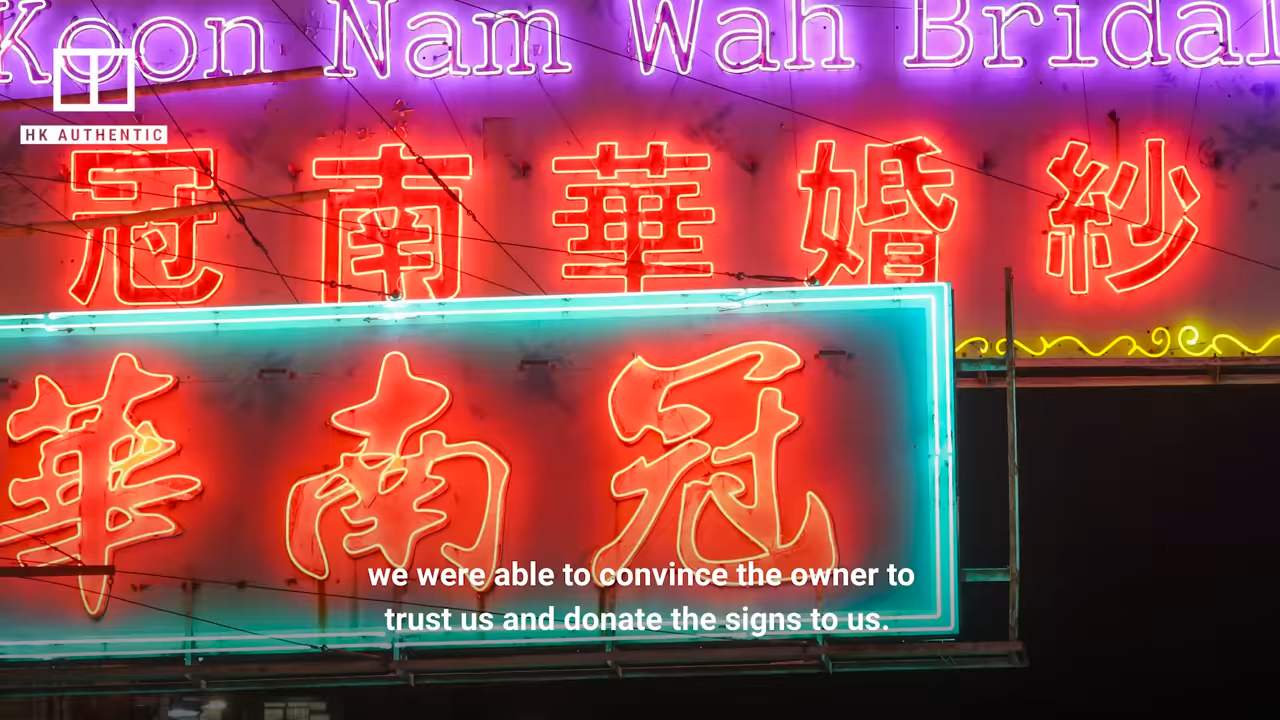 Koon Nam Wah Bridal
HK AUTHENTIC
冠南華婚紗
華南冠
we were able to convince the owner to
trust us and donate the signs to us.